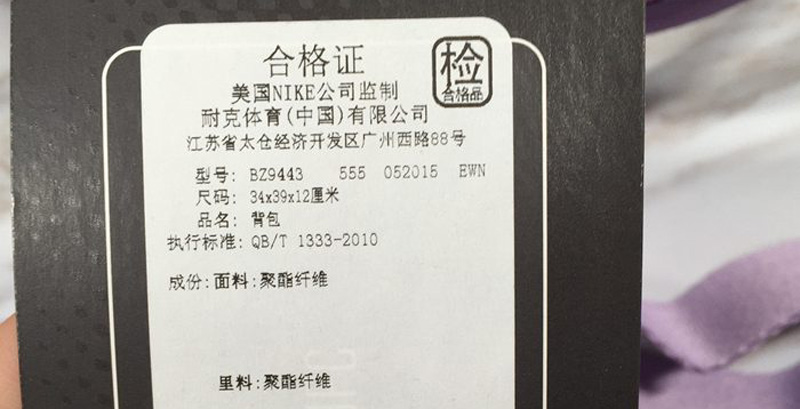 合格证
检
合格品
美国NIKE公司监制
耐克体育(中国)有限公司
江苏省太仓经济开发区广州西路88号
型号: BZ9443 555 052015 EWN
尺码: 34x39x12厘米
品名: 背包
执行标准: QB/T 1333-2010
成份:面料:聚酯纤维
里料:聚酯纤维